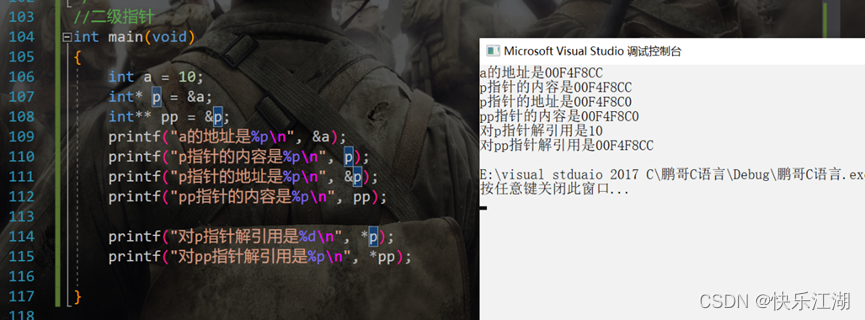 103 //二级指针
104 int main(void)
105 {
106 int a = 10;
107 int* p = &a;
108 int** pp = &p;
109 printf("a的地址是%p\n", &a);
110 printf("p指针的内容是%p\n", p);
111 printf("p指针的地址是%p\n", &p);
112 printf("pp指针的内容是%p\n", pp);
113
114 printf("对p指针解引用是%d\n", *p);
115 printf("对pp指针解引用是%p\n", *pp);
116
117 }
118
Microsoft Visual Studio 调试控制台
a的地址是00F4F8CC
p指针的内容是00F4F8CC
p指针的地址是00F4F8C0
pp指针的内容是00F4F8C0
对p指针解引用是10
对pp指针解引用是00F4F8CC
E:\visual stduaio 2017 C\鹏哥C语言\Debug\鹏哥C语言.exe
按任意键关闭此窗口...
CSDN @快乐江湖